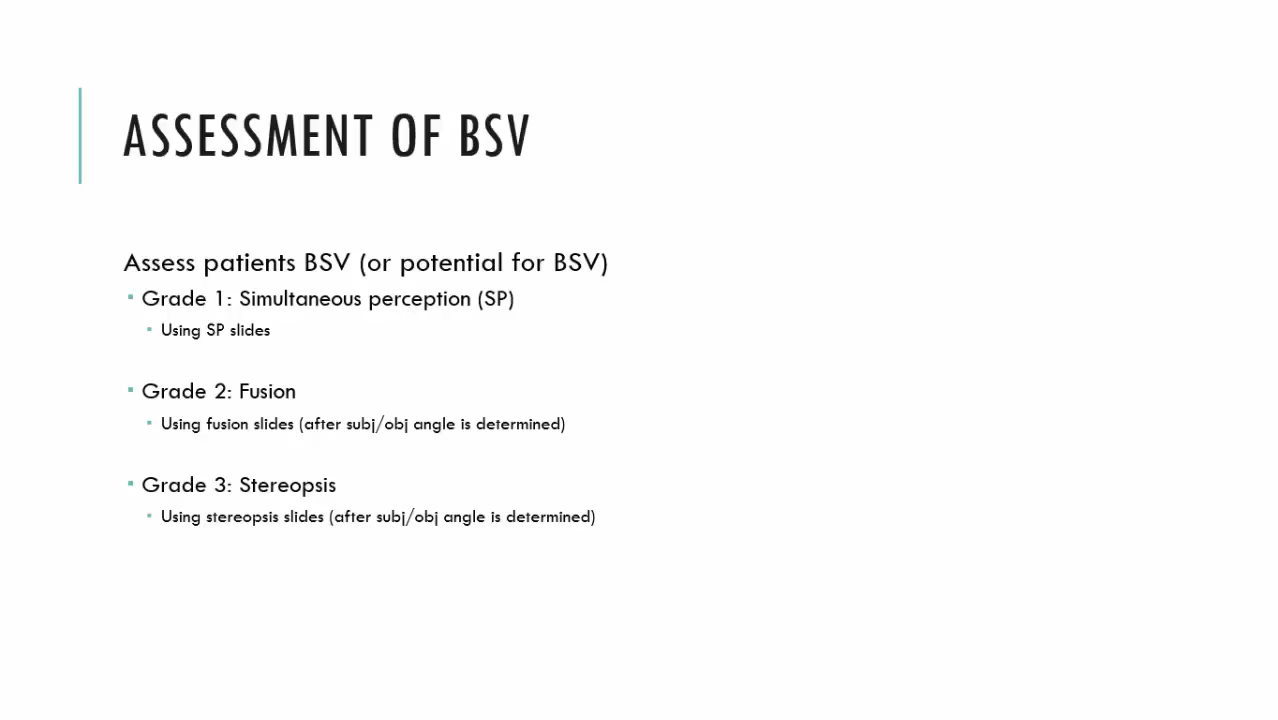 ASSESSMENT OF BSV
Assess patients BSV (or potential for BSV)
Grade 1: Simultaneous perception (SP)
Using SP slides
Grade 2: Fusion
Using fusion slides (after subj/obj angle is determined)
Grade 3: Stereopsis
Using stereopsis slides (after subj/obj angle is determined)